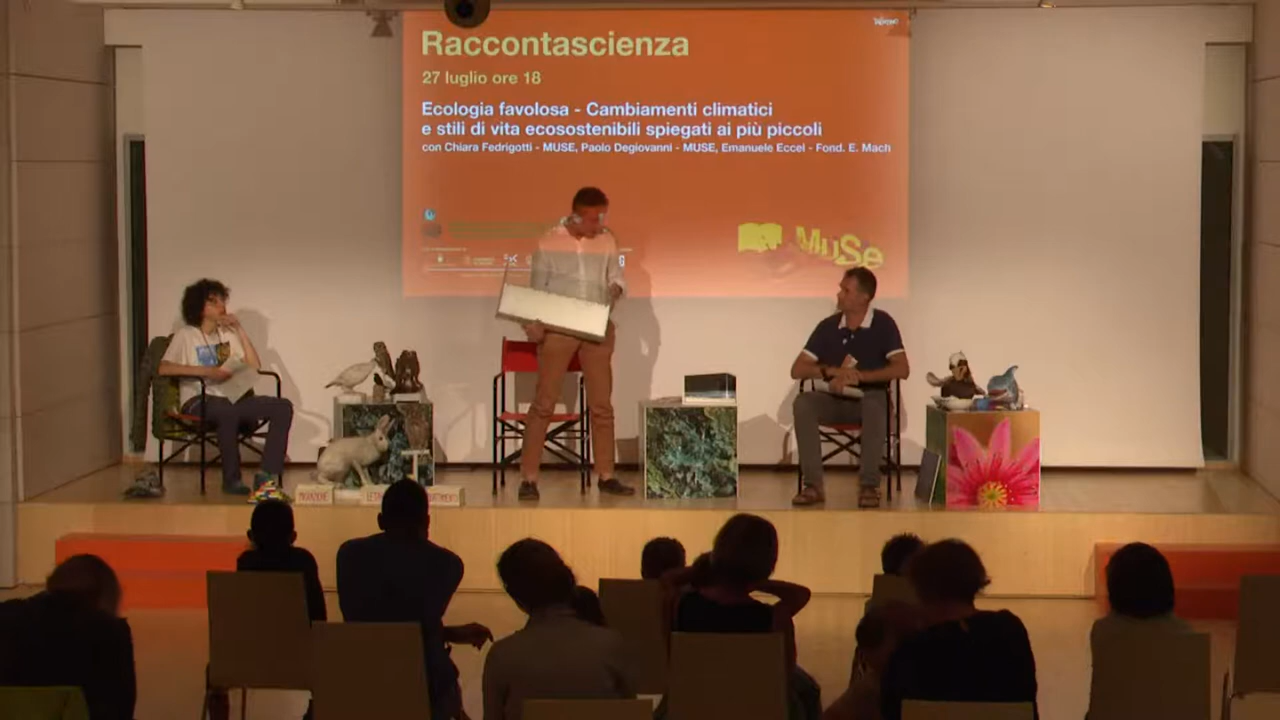 Raccontascienza
27 luglio ore 18
Ecologia favolosa - Cambiamenti climatici
e stili di vita ecosostenibili spiegati ai più piccoli
con Chiara Fedrigotti - MUSE, Paolo Degiovanni - MUSE, Emanuele Eccel - Fond. E. Mach
MUSe
MIGRAZIONE